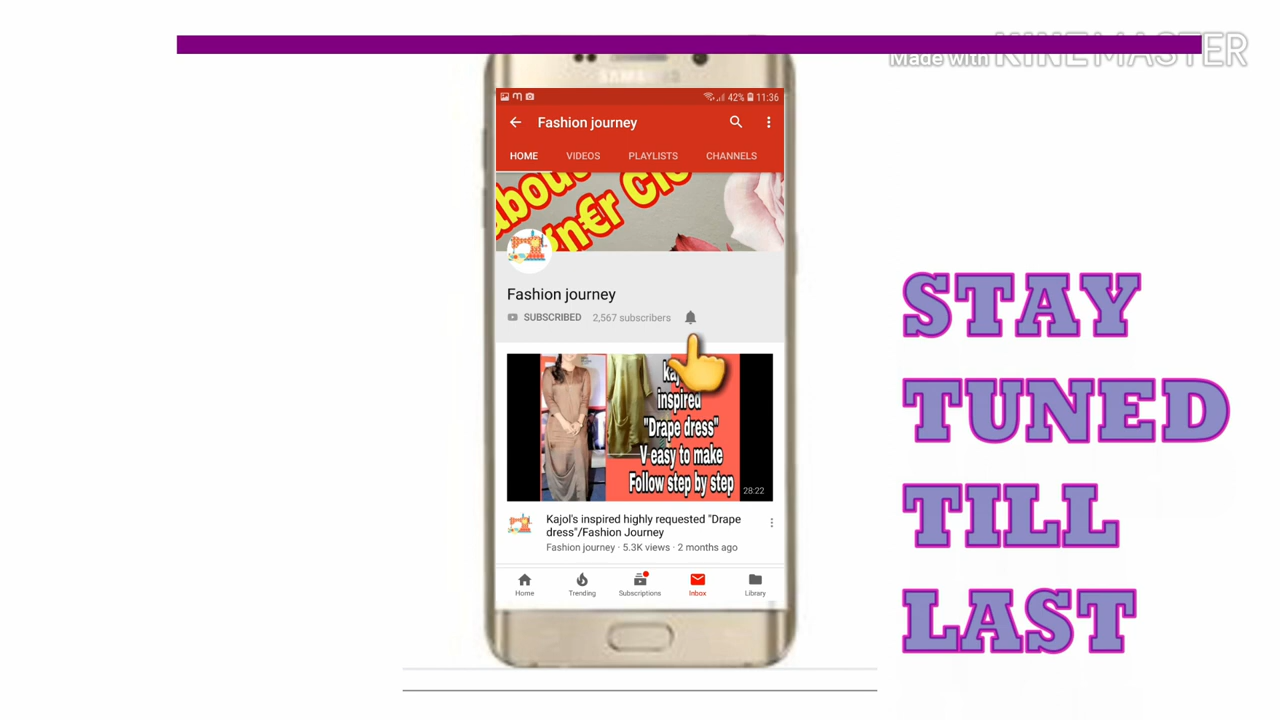 Made with KINEMASTER
SAMSUNG
42% 11:36
Fashion journey
HOME VIDEOS PLAYLISTS CHANNELS
about
Fashion journey
SUBSCRIBED 2,567 subscribers
inspired
"Drape dress"
V easy to make
Follow step by step
28:22
Kajol's inspired highly requested "Drape
dress"/Fashion Journey
Fashion journey · 5.3K views · 2 months ago
Home Trending Subscriptions Inbox Library
STAY
TUNED
TILL
LAST